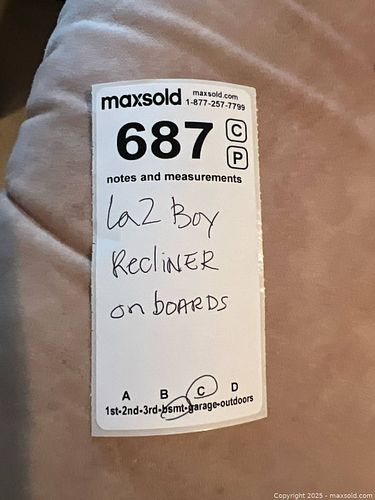 maxsold maxsold.com
1-877-257-7799
687 C
P
notes and measurements
La2 Boy
RECLINER
on BOARDS
A B C D
1st-2nd-3rd-bsmt-garage-outdoors
Copyright 2025 - maxsold.com